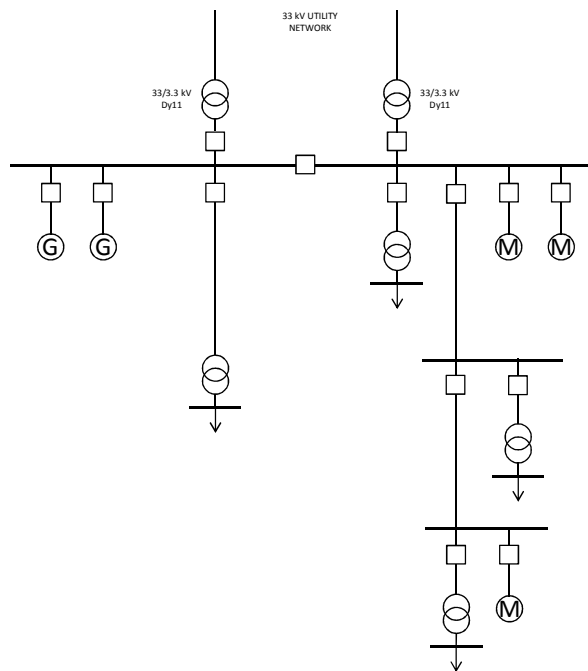 33 kV UTILITY
NETWORK
33/3.3 kV
Dy11
33/3.3 kV
Dy11
G
G
M
M
M